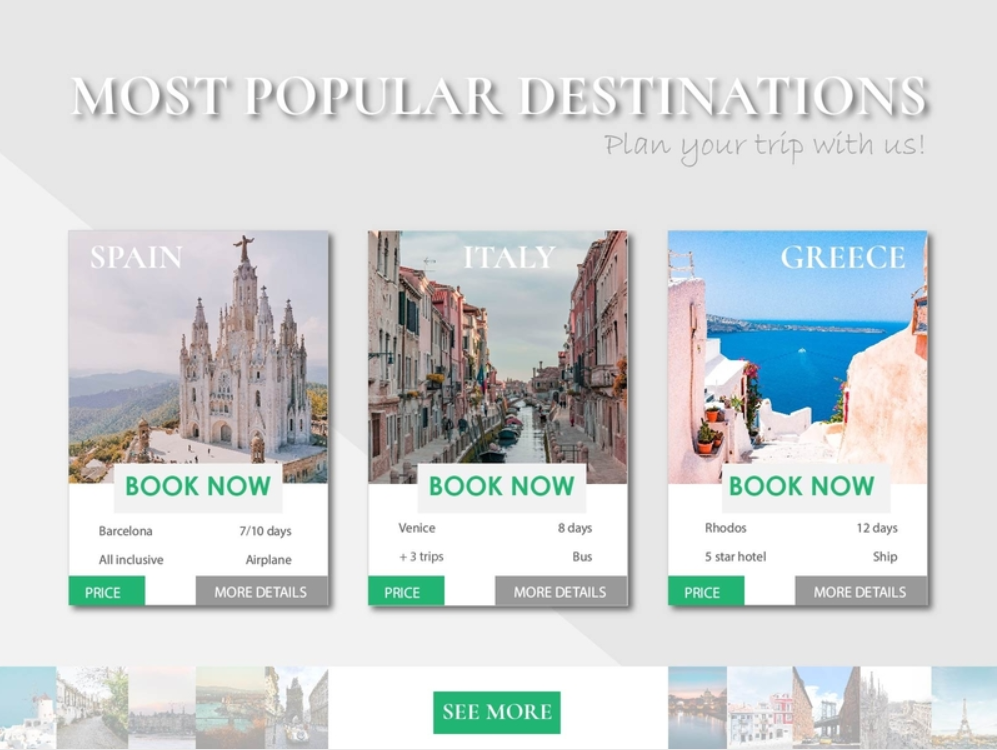 MOST POPULAR DESTINATIONS
Plan your trip with us!
SPAIN
BOOK NOW
Barcelona 7/10 days
All inclusive Airplane
PRICE MORE DETAILS
ITALY
BOOK NOW
Venice 8 days
+ 3 trips Bus
PRICE MORE DETAILS
GREECE
BOOK NOW
Rhodos 12 days
5 star hotel Ship
PRICE MORE DETAILS
SEE MORE